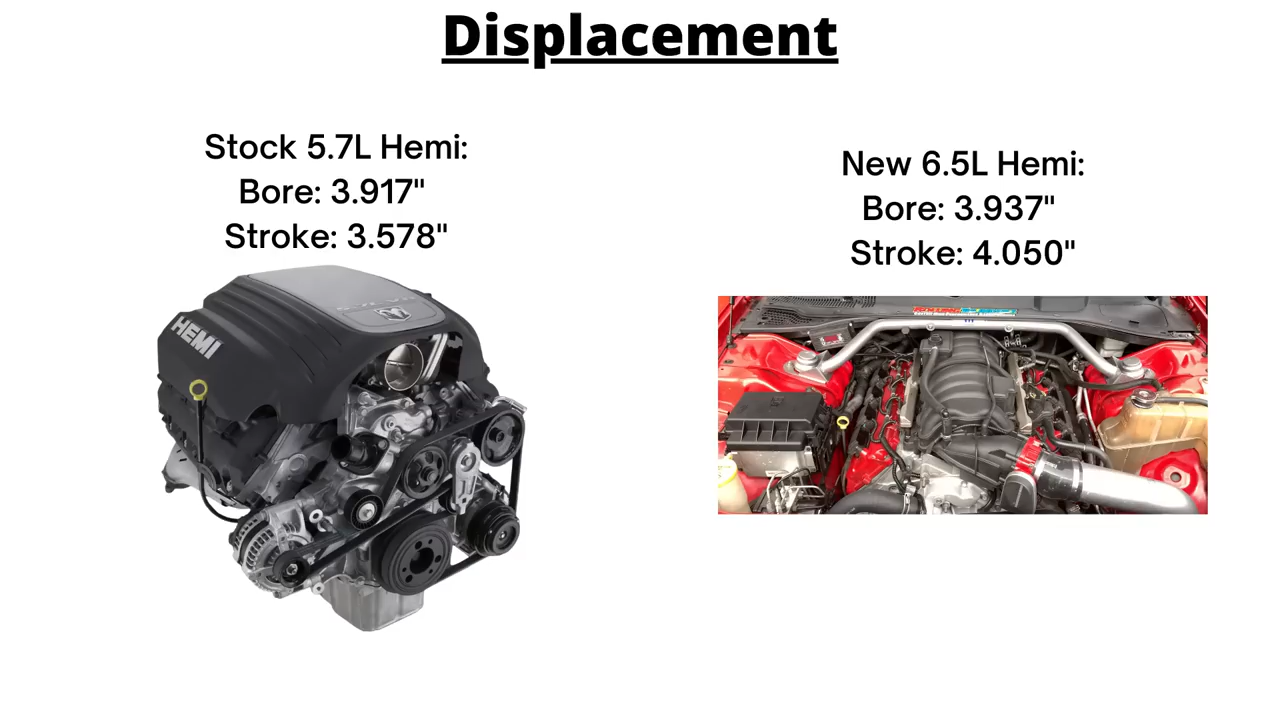 Displacement
Stock 5.7L Hemi:
Bore: 3.917"
Stroke: 3.578"
New 6.5L Hemi:
Bore: 3.937"
Stroke: 4.050"
HEMI